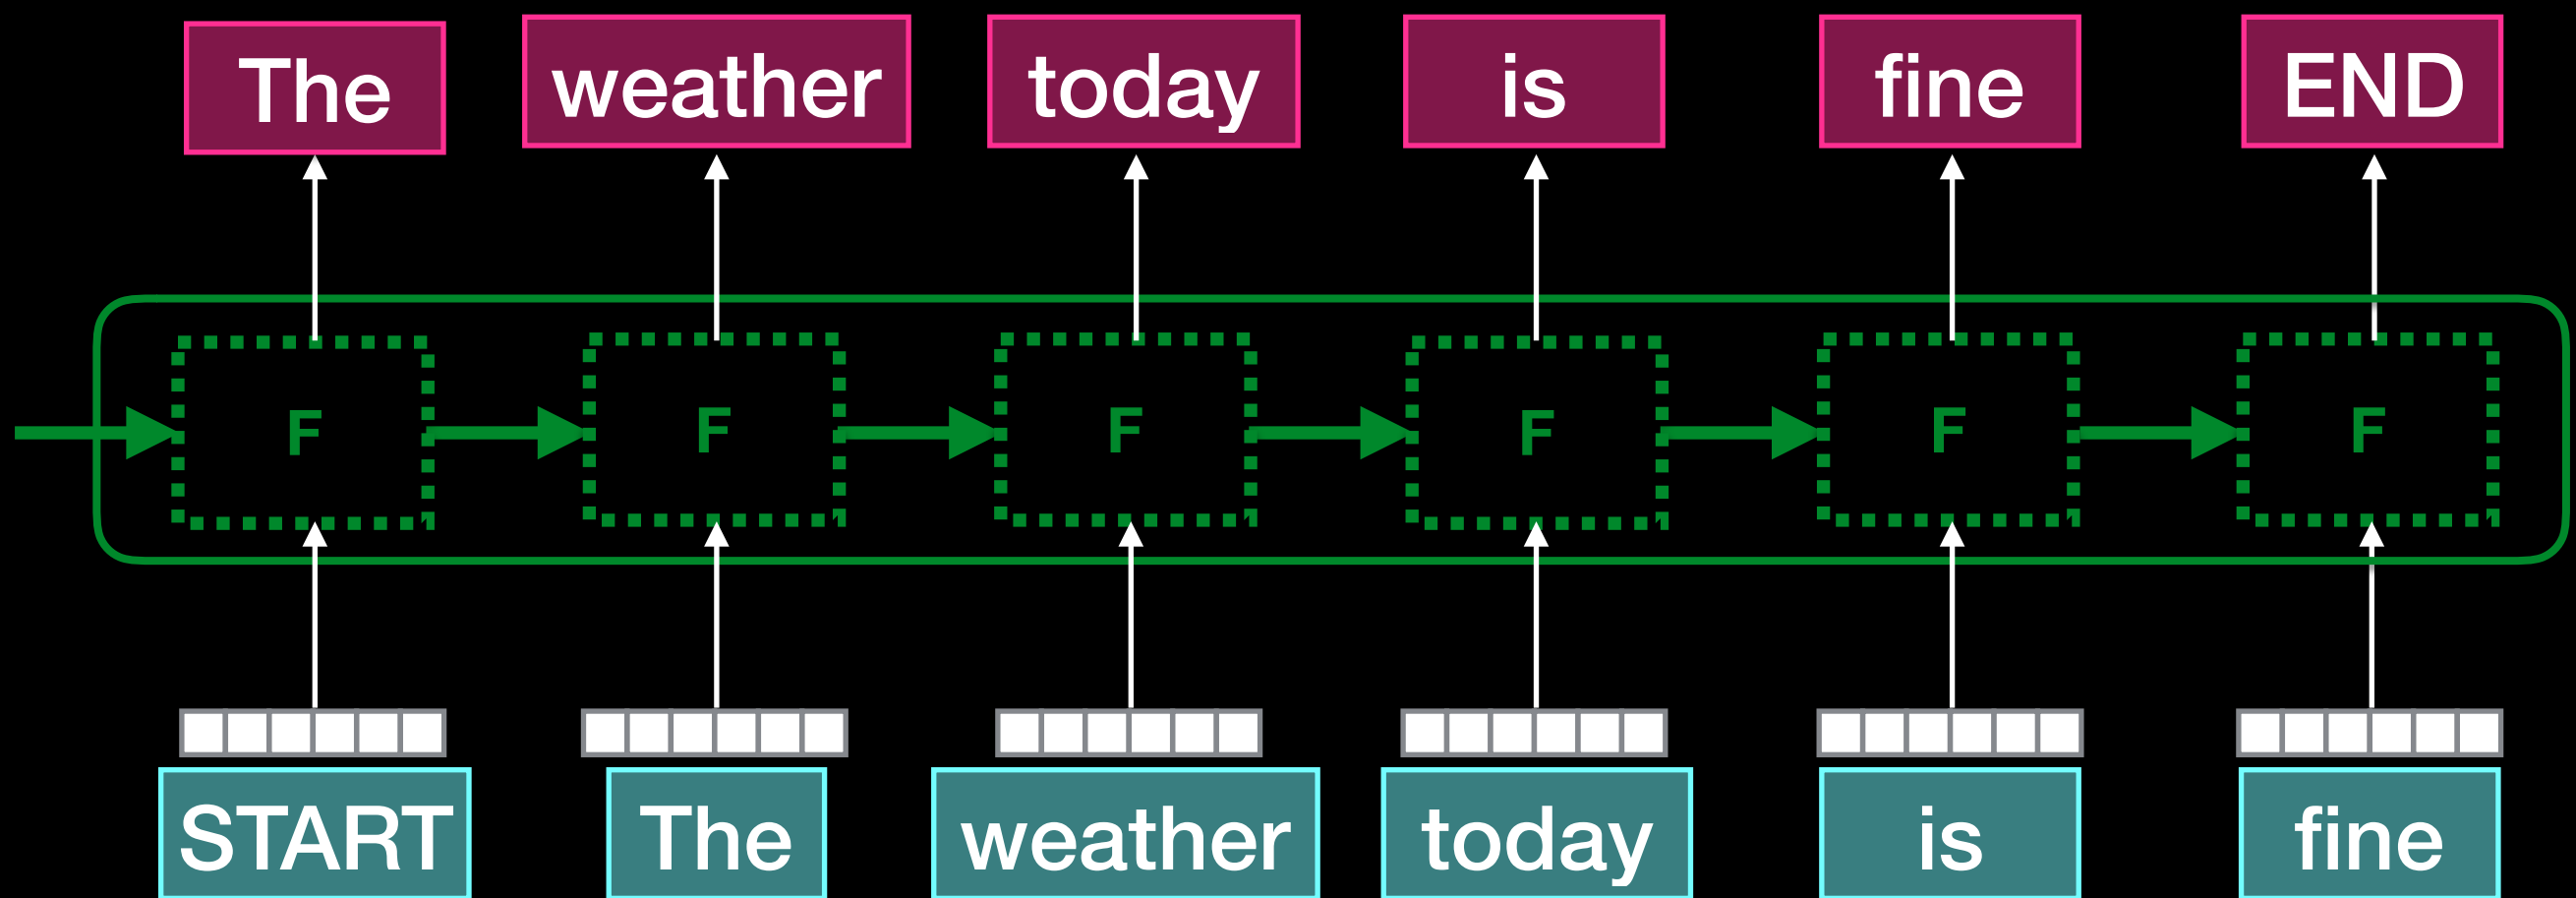 The weather today is fine END
F F F F F F
START The weather today is fine